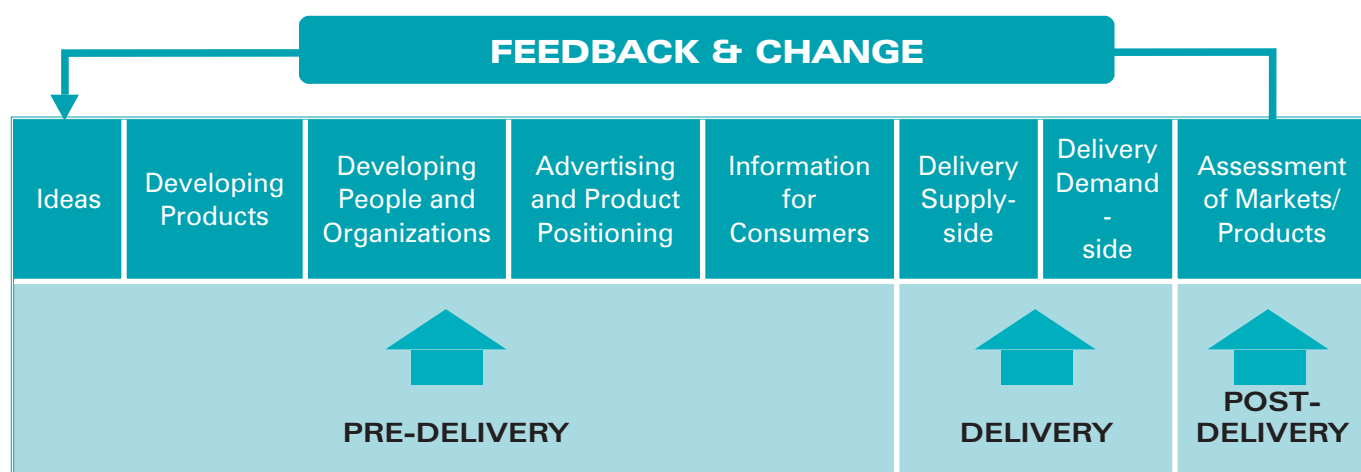 FEEDBACK & CHANGE
Ideas
Developing
Products
Developing
People and
Organizations
Advertising
and Product
Positioning
Information
for
Consumers
Delivery
Supply-
side
Delivery
Demand
-
side
Assessment
of Markets/
Products
PRE-DELIVERY
DELIVERY
POST-
DELIVERY